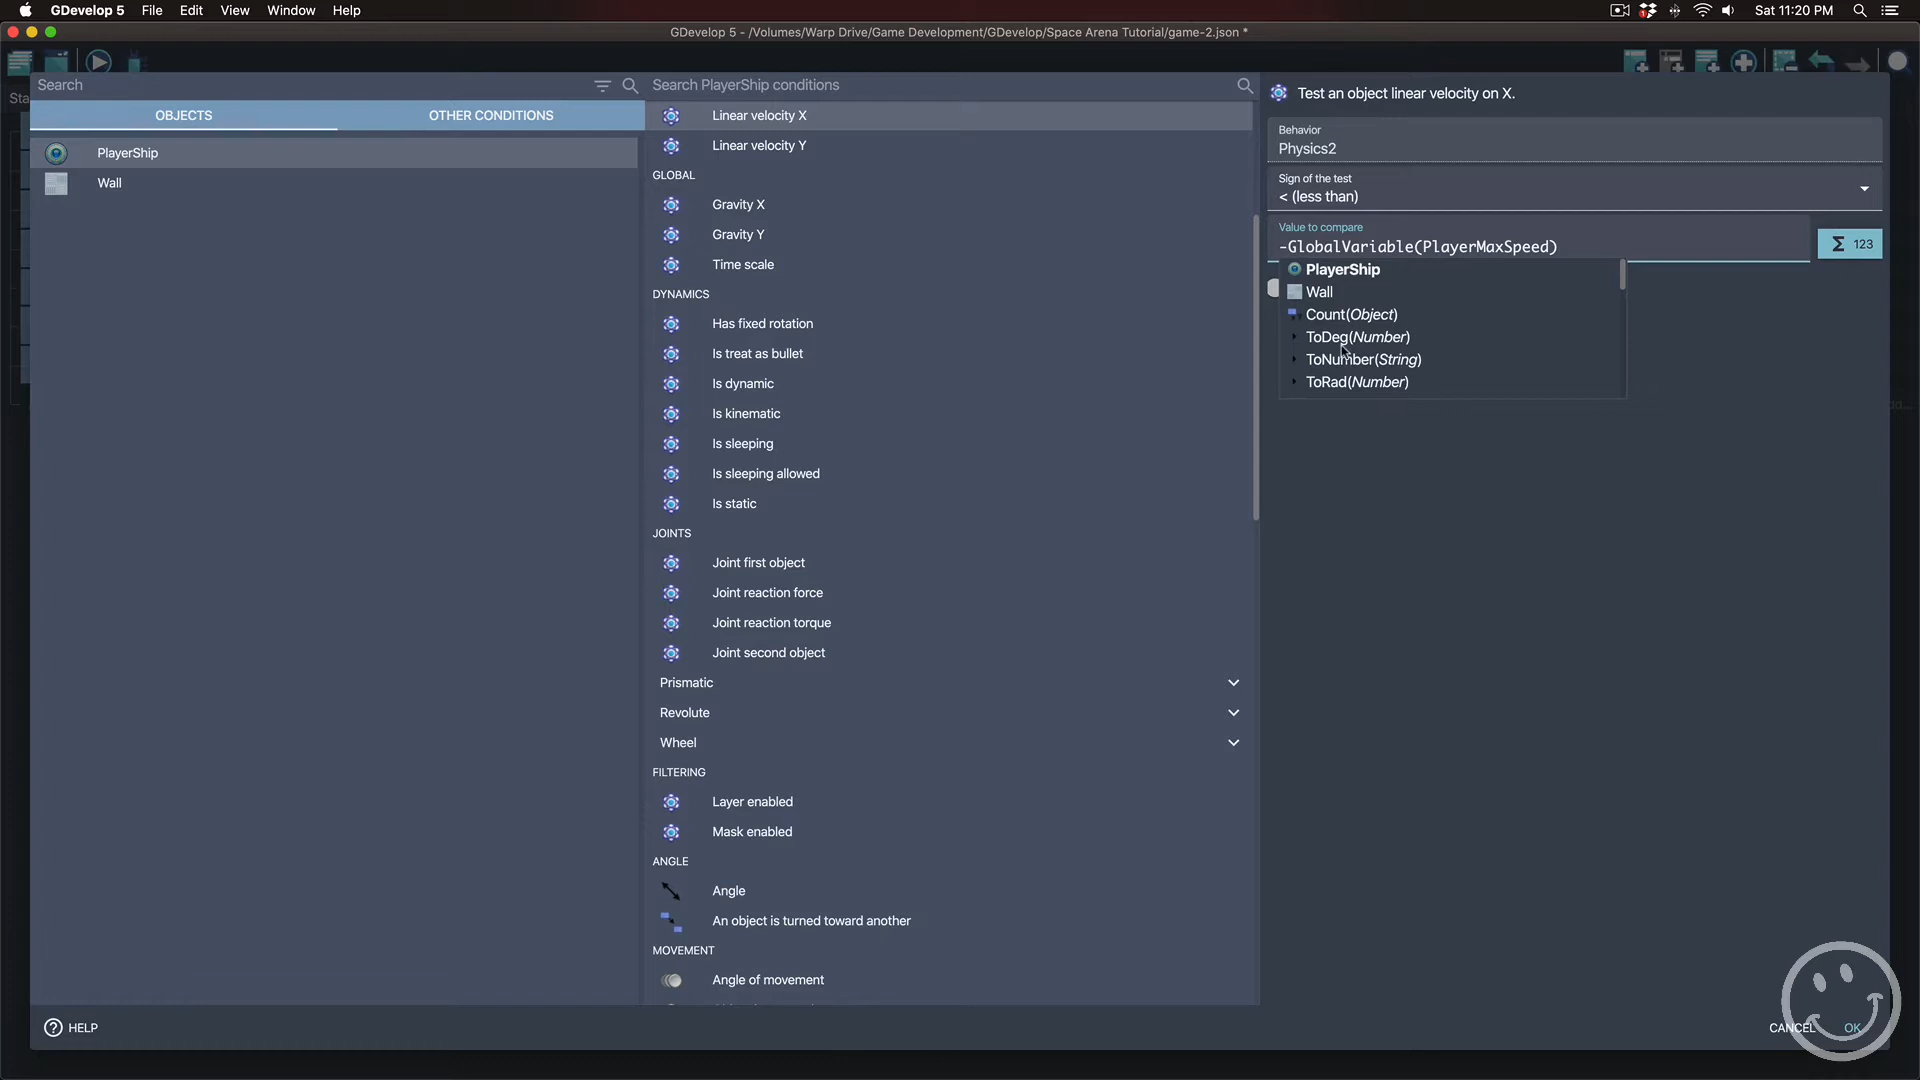 GDevelop 5 File Edit View Window Help
Sat 11:20 PM
GDevelop 5 - /Volumes/Warp Drive/Game Development/GDevelop/Space Arena Tutorial/game-2.json *
Search
Search PlayerShip conditions
Test an object linear velocity on X.
Sta
OBJECTS
OTHER CONDITIONS
PlayerShip
Wall
Linear velocity X
Linear velocity Y
GLOBAL
Gravity X
Gravity Y
Time scale
DYNAMICS
Has fixed rotation
Is treat as bullet
Is dynamic
Is kinematic
Is sleeping
Is sleeping allowed
Is static
JOINTS
Joint first object
Joint reaction force
Joint reaction torque
Joint second object
Prismatic
Revolute
Wheel
FILTERING
Layer enabled
Mask enabled
ANGLE
Angle
An object is turned toward another
MOVEMENT
Angle of movement
Behavior
Physics2
Sign of the test
< (less than)
Value to compare
-GlobalVariable(PlayerMaxSpeed)
Σ 123
PlayerShip
Wall
Count(Object)
ToDeg(Number)
ToNumber(String)
ToRad(Number)
HELP
CANCEL
OK